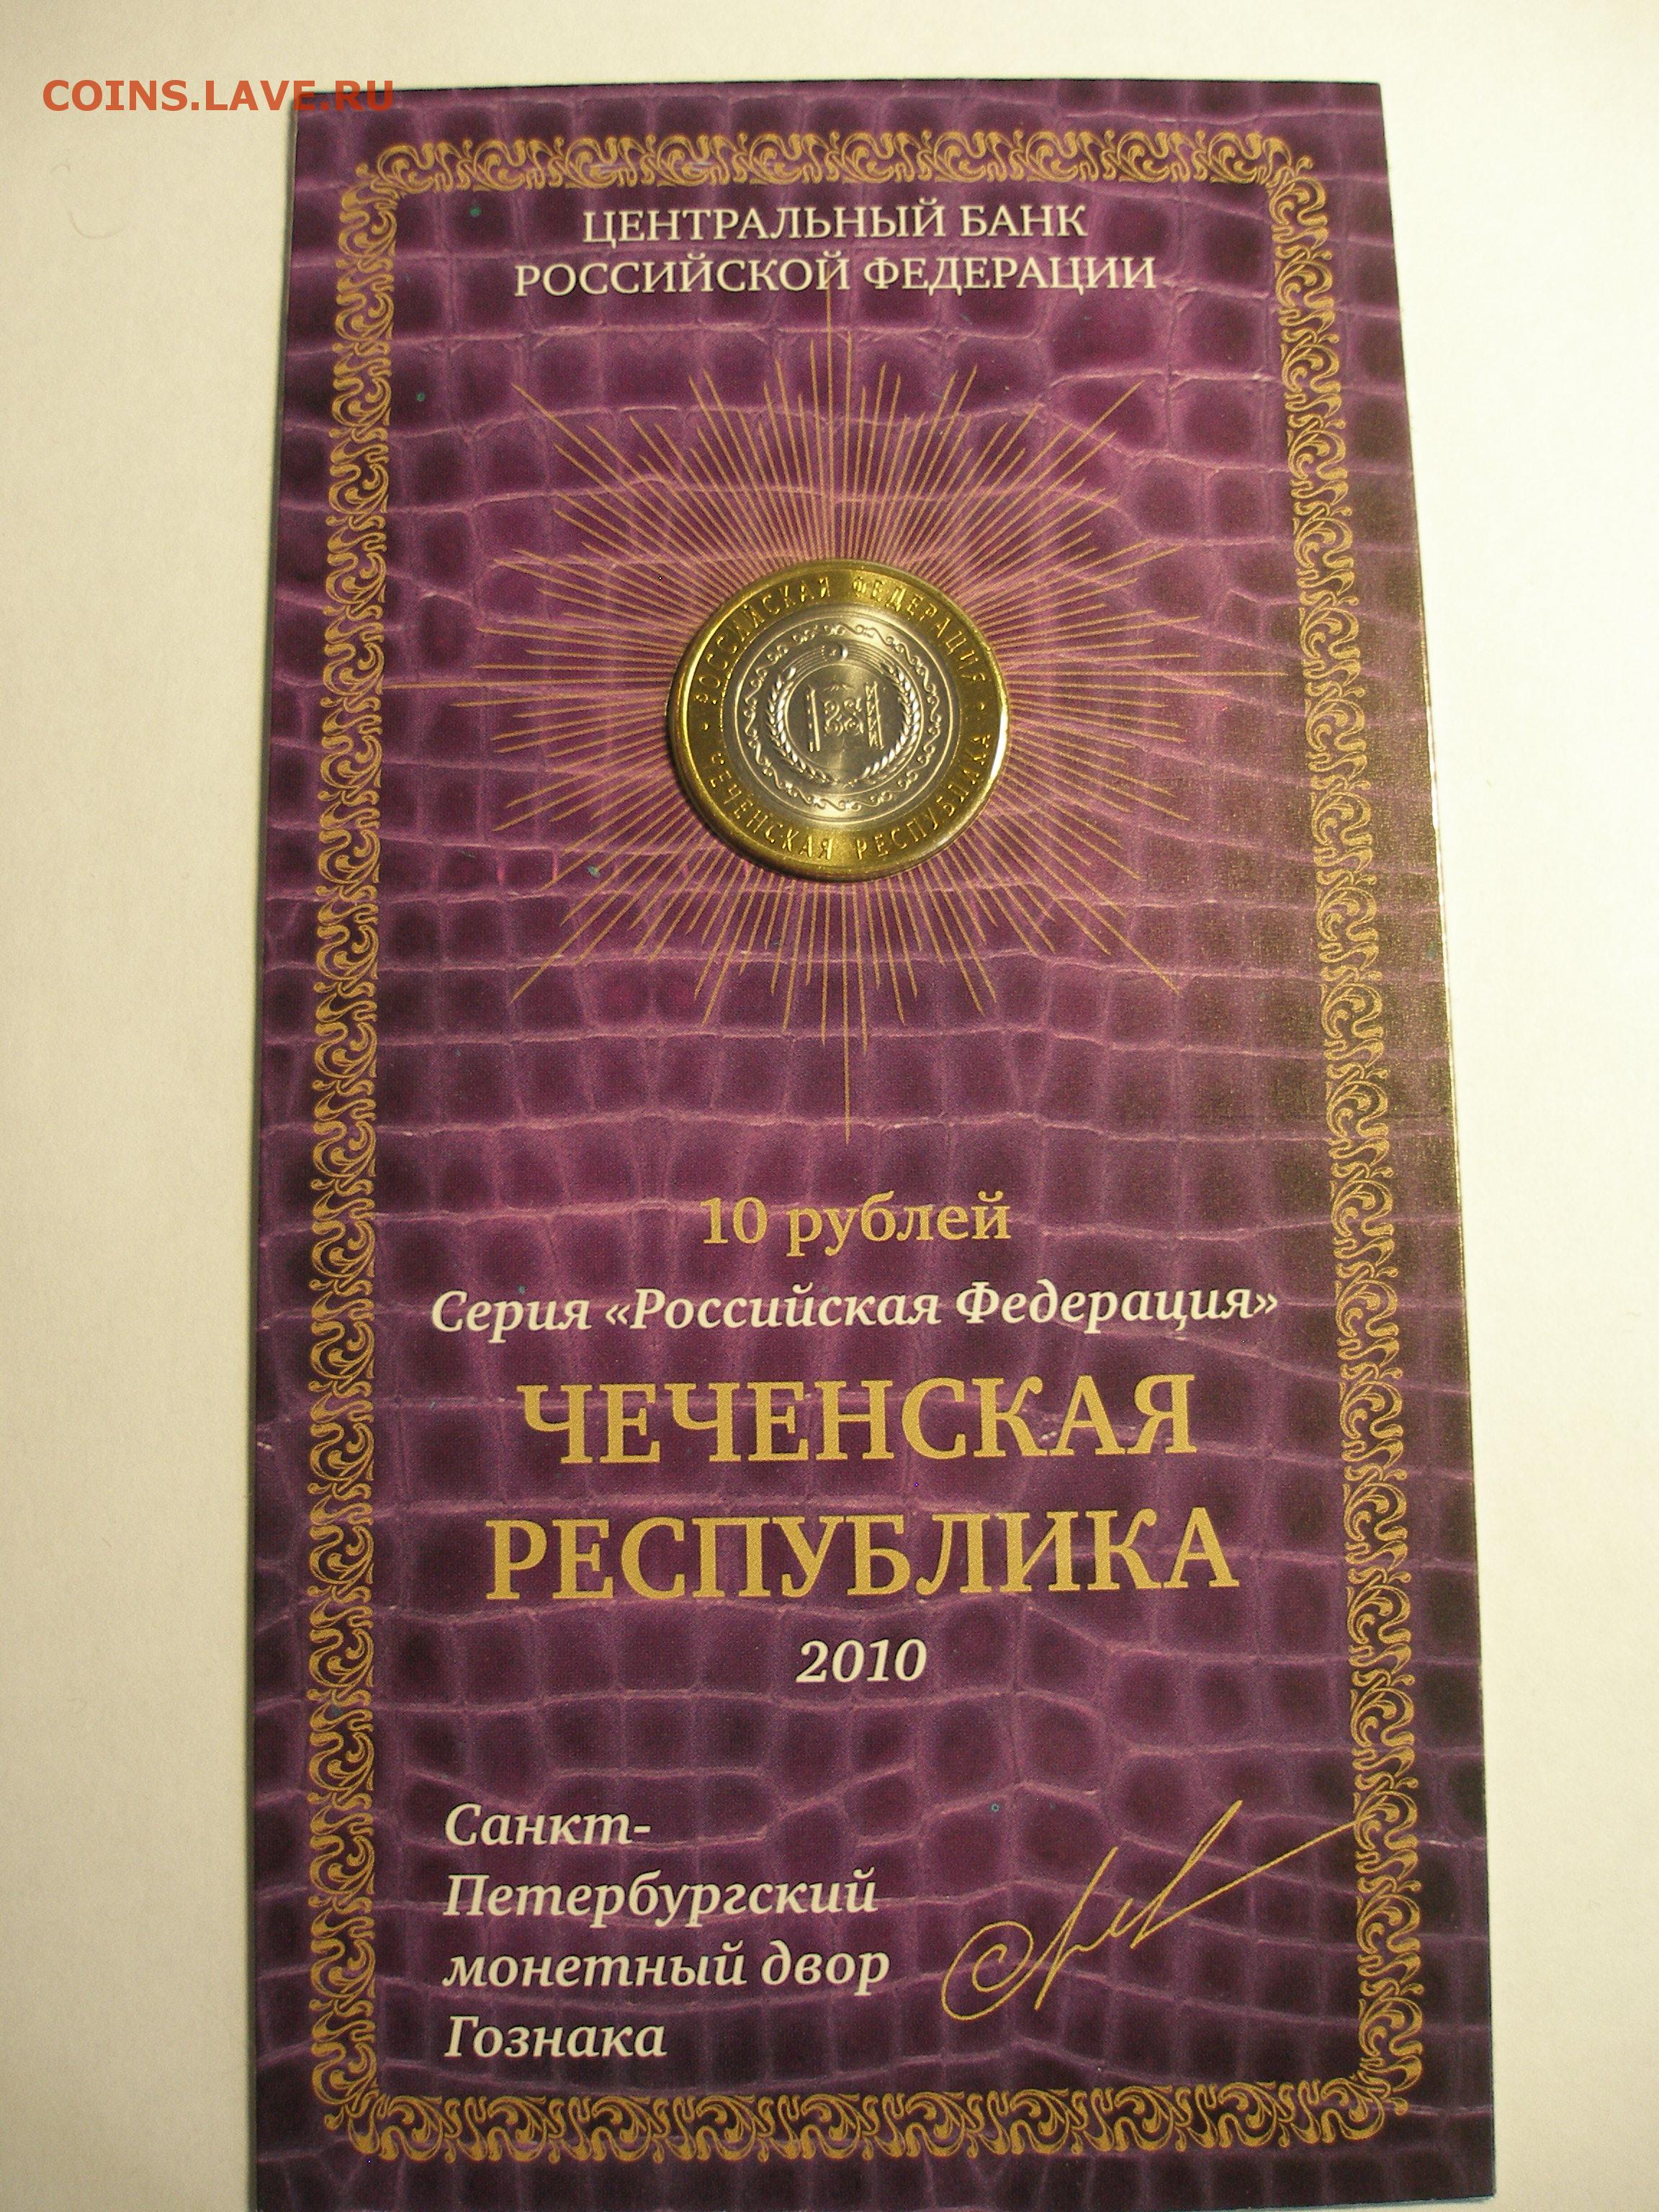 COINS.LAVE.RU
ЦЕНТРАЛЬНЫЙ БАНК
РОССИЙСКОЙ ФЕДЕРАЦИИ
РОССИЙСКАЯ ФЕДЕРАЦИЯ
ЧЕЧЕНСКАЯ РЕСПУБЛИКА
10 рублей
Серия «Российская Федерация»
ЧЕЧЕНСКАЯ
РЕСПУБЛИКА
2010
Санкт-
Петербургский
монетный двор
Гознака